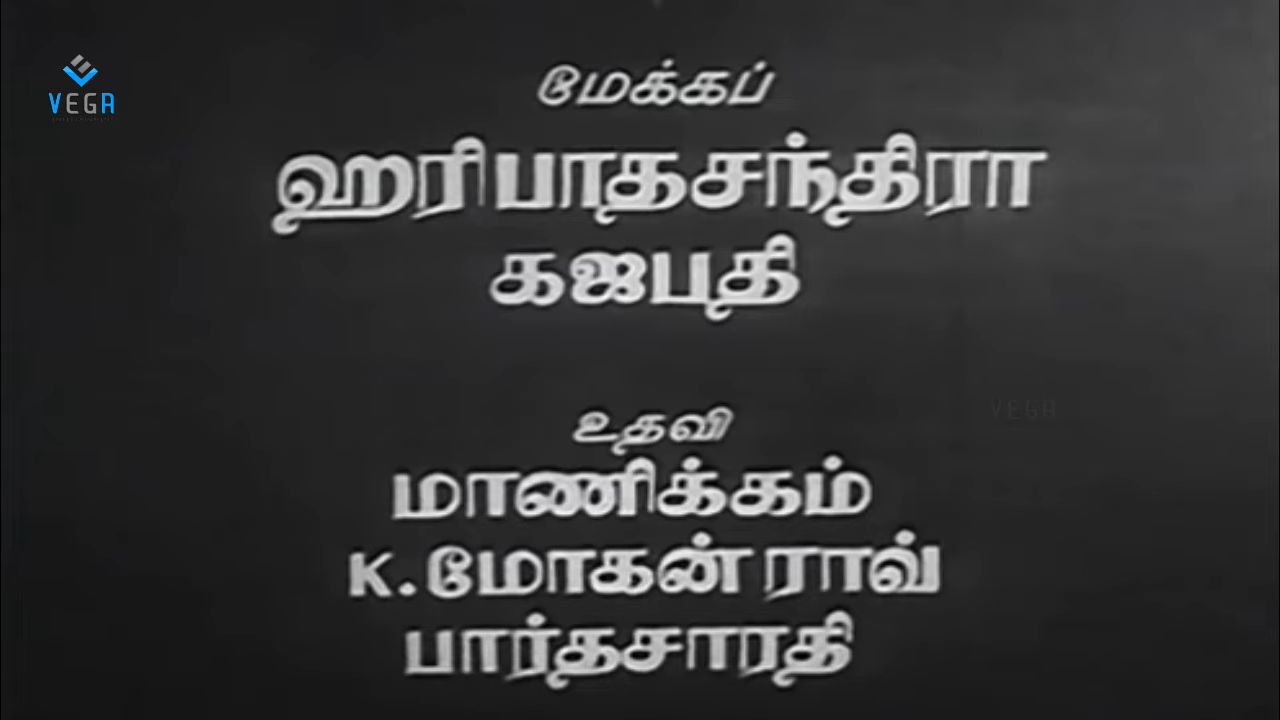 VEGA
மேக்கப்
ஹரிபாதசந்திரா
கஜபதி
VEGA
உதவி
மாணிக்கம்
K.மோகன் ராவ்
பார்தசாரதி